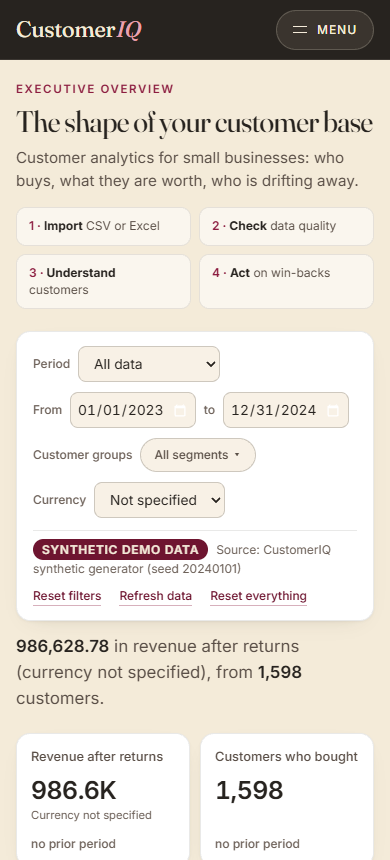 CustomerIQ
MENU
EXECUTIVE OVERVIEW
The shape of your customer base
Customer analytics for small businesses: who
buys, what they are worth, who is drifting away.
1 · Import CSV or Excel
2 · Check data quality
3 · Understand
customers
4 · Act on win-backs
Period All data
From 01/01/2023 to 12/31/2024
Customer groups All segments
Currency Not specified
SYNTHETIC DEMO DATA Source: CustomerIQ
synthetic generator (seed 20240101)
Reset filters Refresh data Reset everything
986,628.78 in revenue after returns
(currency not specified), from 1,598
customers.
Revenue after returns
986.6K
Currency not specified
no prior period
Customers who bought
1,598
no prior period